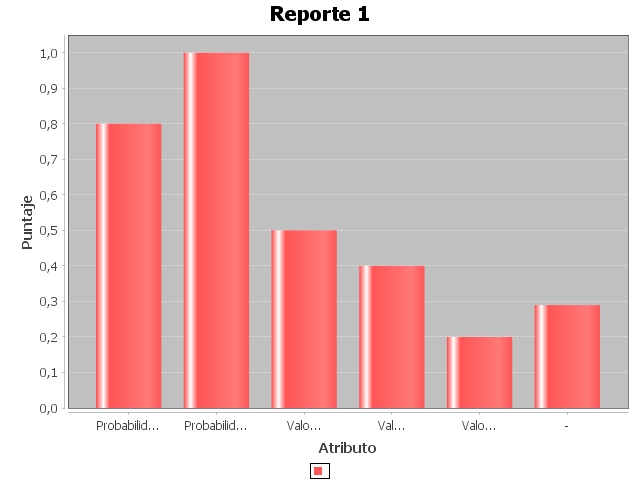 Reporte 1
1,0
0,9
0,8
0,7
0,6
0,5
0,4
0,3
0,2
0,1
0,0
Puntaje
Probabilid... Probabilid... Valo... Val... Valo... -
Atributo